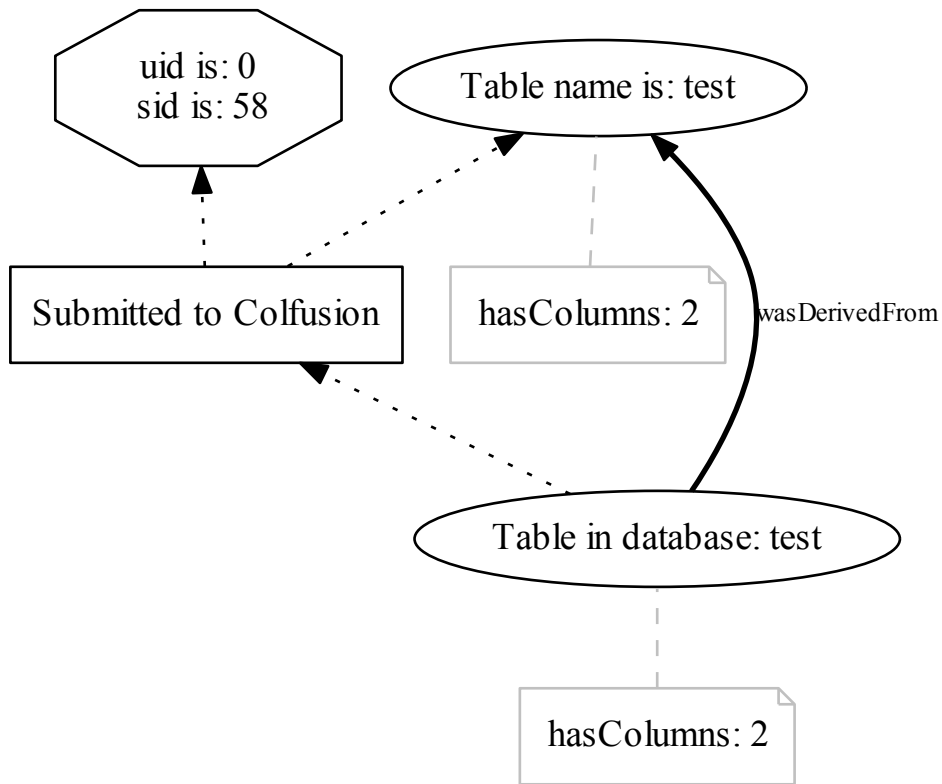 uid is: 0
sid is: 58
Table name is: test
Submitted to Colfusion
hasColumns: 2
wasDerivedFrom
Table in database: test
hasColumns: 2